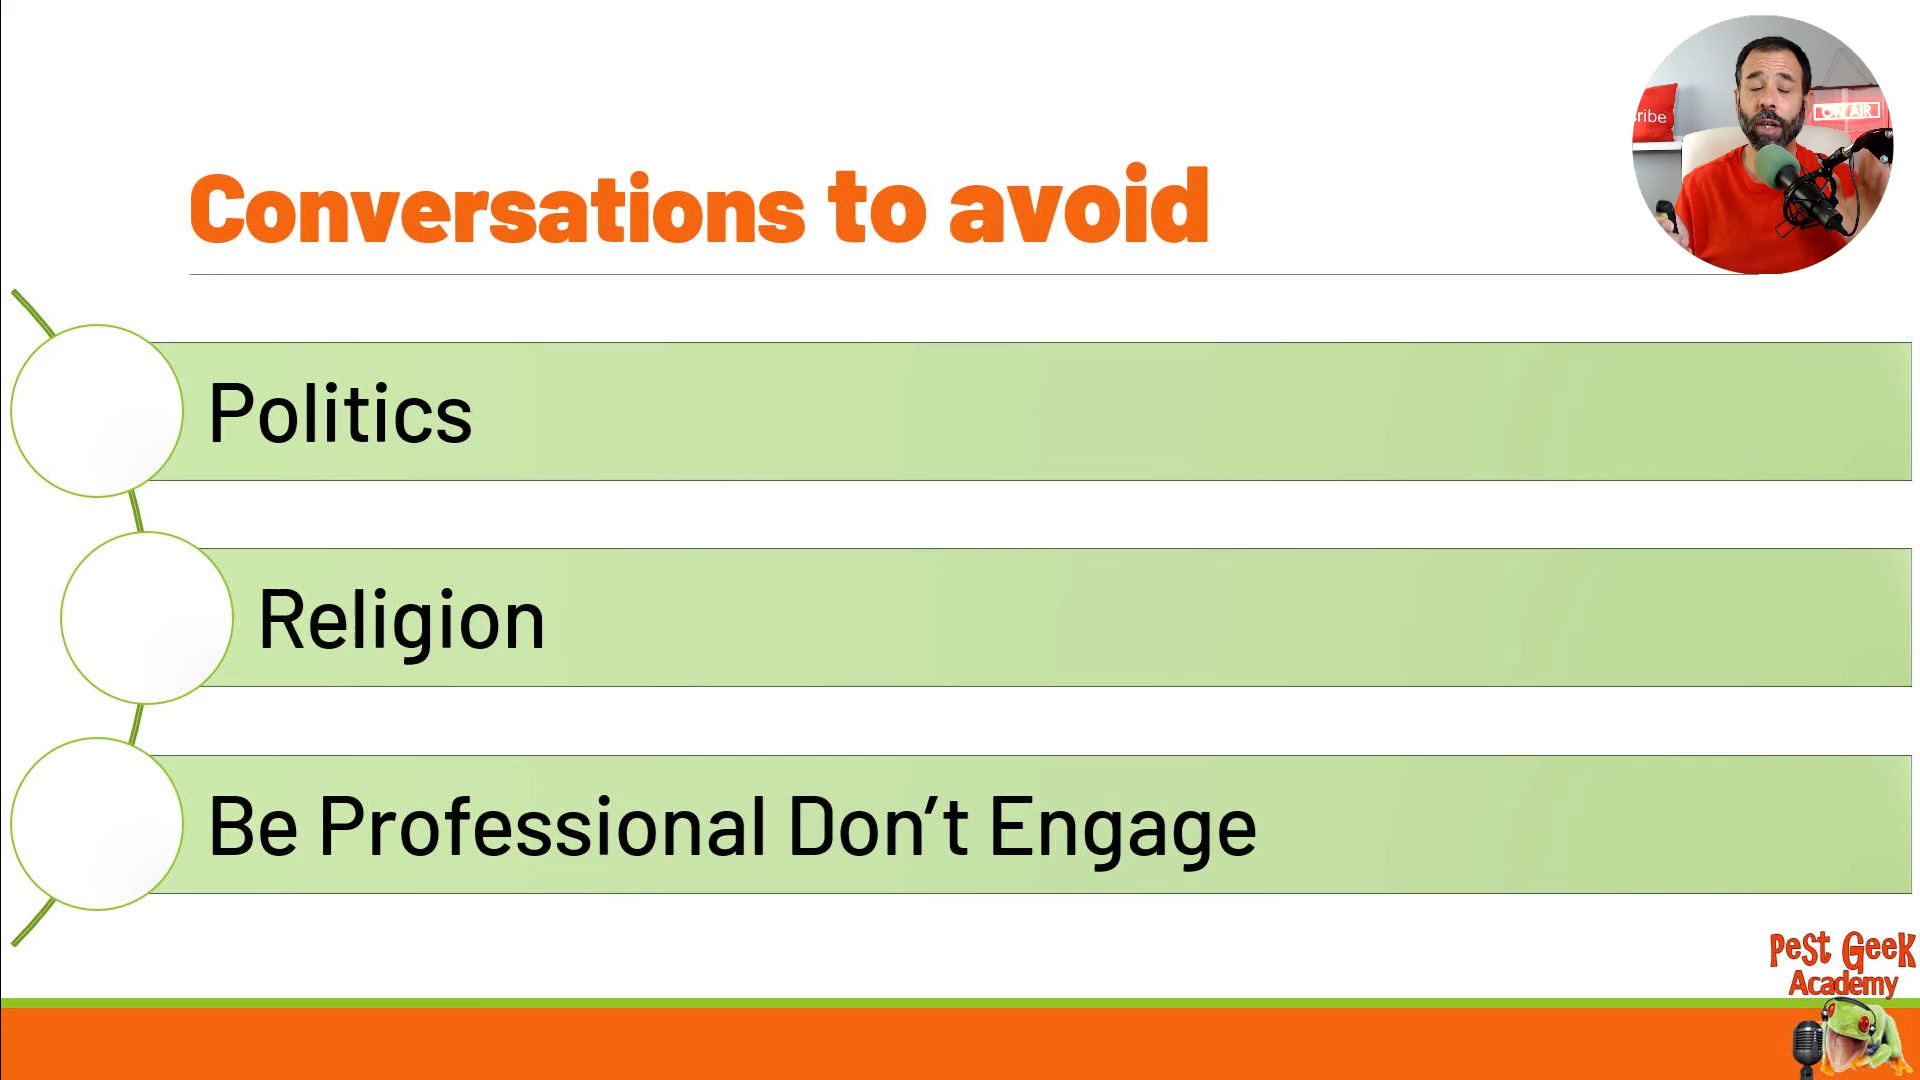 Conversations to avoid
ribe
ON AIR
Politics
Religion
Be Professional Don’t Engage
Pest Geek
Academy